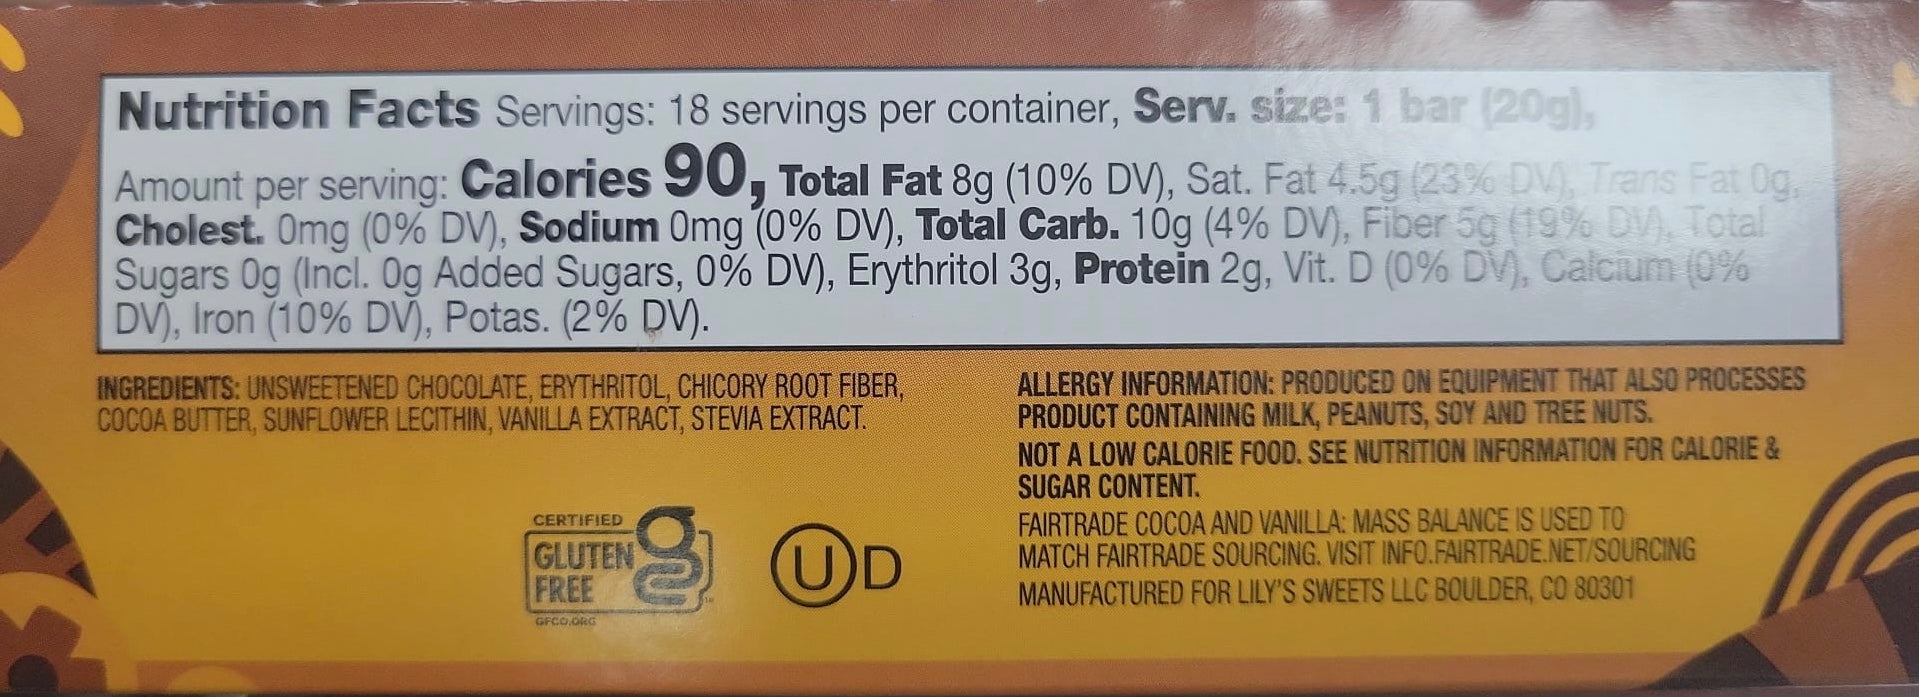 Nutrition Facts Servings: 18 servings per container, Serv. size: 1 bar (20g),
Amount per serving: Calories 90, Total Fat 8g (10% DV), Sat. Fat 4.5g (23% DV), Trans Fat 0g,
Cholest. 0mg (0% DV), Sodium 0mg (0% DV), Total Carb. 10g (4% DV), Fiber 5g (19% DV), Total
Sugars 0g (Incl. 0g Added Sugars, 0% DV), Erythritol 3g, Protein 2g, Vit. D (0% DV), Calcium (0%
DV), Iron (10% DV), Potas. (2% DV).
INGREDIENTS: UNSWEETENED CHOCOLATE, ERYTHRITOL, CHICORY ROOT FIBER,
COCOA BUTTER, SUNFLOWER LECITHIN, VANILLA EXTRACT, STEVIA EXTRACT.
CERTIFIED
GLUTEN
FREE
g
GFCO.ORG
U D
ALLERGY INFORMATION: PRODUCED ON EQUIPMENT THAT ALSO PROCESSES
PRODUCT CONTAINING MILK, PEANUTS, SOY AND TREE NUTS.
NOT A LOW CALORIE FOOD. SEE NUTRITION INFORMATION FOR CALORIE &
SUGAR CONTENT.
FAIRTRADE COCOA AND VANILLA: MASS BALANCE IS USED TO
MATCH FAIRTRADE SOURCING. VISIT INFO.FAIRTRADE.NET/SOURCING
MANUFACTURED FOR LILY'S SWEETS LLC BOULDER, CO 80301